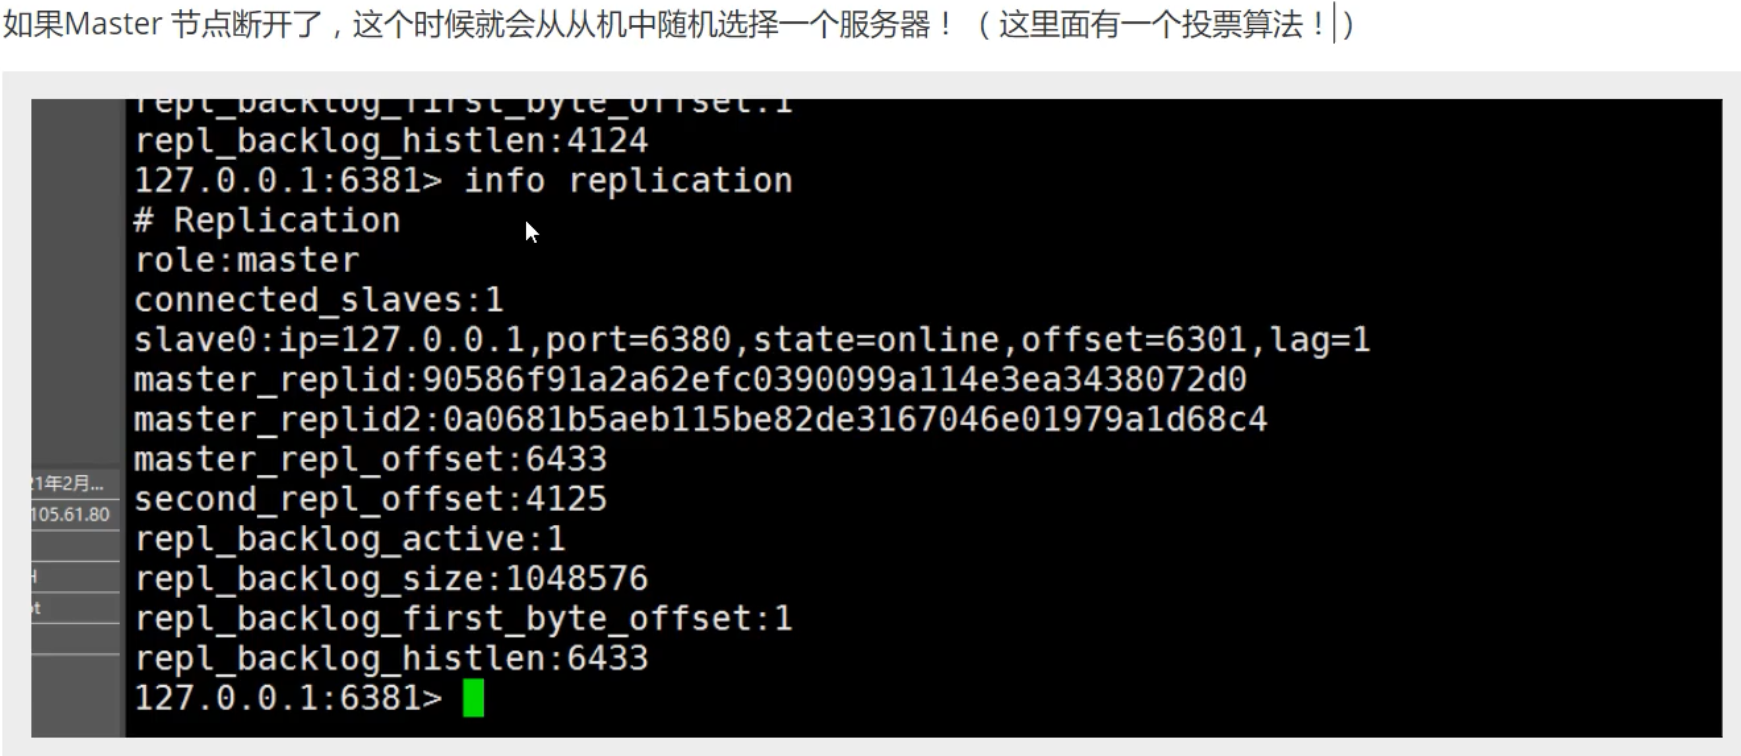 如果Master 节点断开了，这个时候就会从从机中随机选择一个服务器！（这里面有一个投票算法！）
repl_backlog_first_byte_offset:1
repl_backlog_histlen:4124
127.0.0.1:6381> info replication
# Replication
role:master
connected_slaves:1
slave0:ip=127.0.0.1,port=6380,state=online,offset=6301,lag=1
master_replid:90586f91a2a62efc0390099a114e3ea3438072d0
master_replid2:0a0681b5aeb115be82de3167046e01979a1d68c4
master_repl_offset:6433
second_repl_offset:4125
repl_backlog_active:1
repl_backlog_size:1048576
repl_backlog_first_byte_offset:1
repl_backlog_histlen:6433
127.0.0.1:6381>
21年2月...
105.61.80